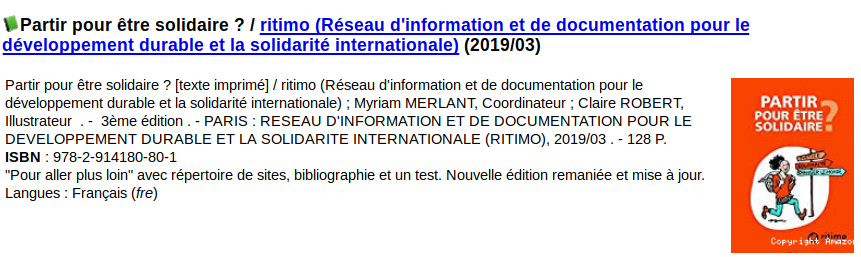 Partir pour être solidaire ? / ritimo (Réseau d'information et de documentation pour le
développement durable et la solidarité internationale) (2019/03)
Partir pour être solidaire ? [texte imprimé] / ritimo (Réseau d'information et de documentation pour le
développement durable et la solidarité internationale) ; Myriam MERLANT, Coordinateur ; Claire ROBERT,
Illustrateur . - 3ème édition . - PARIS : RESEAU D'INFORMATION ET DE DOCUMENTATION POUR LE
DEVELOPPEMENT DURABLE ET LA SOLIDARITE INTERNATIONALE (RITIMO), 2019/03 . - 128 P.
ISBN : 978-2-914180-80-1
"Pour aller plus loin" avec répertoire de sites, bibliographie et un test. Nouvelle édition remaniée et mise à jour.
Langues : Français (fre)
PARTIR
POUR ÊTRE
SOLIDAIRE ?
ritimo
Copyright Amazon